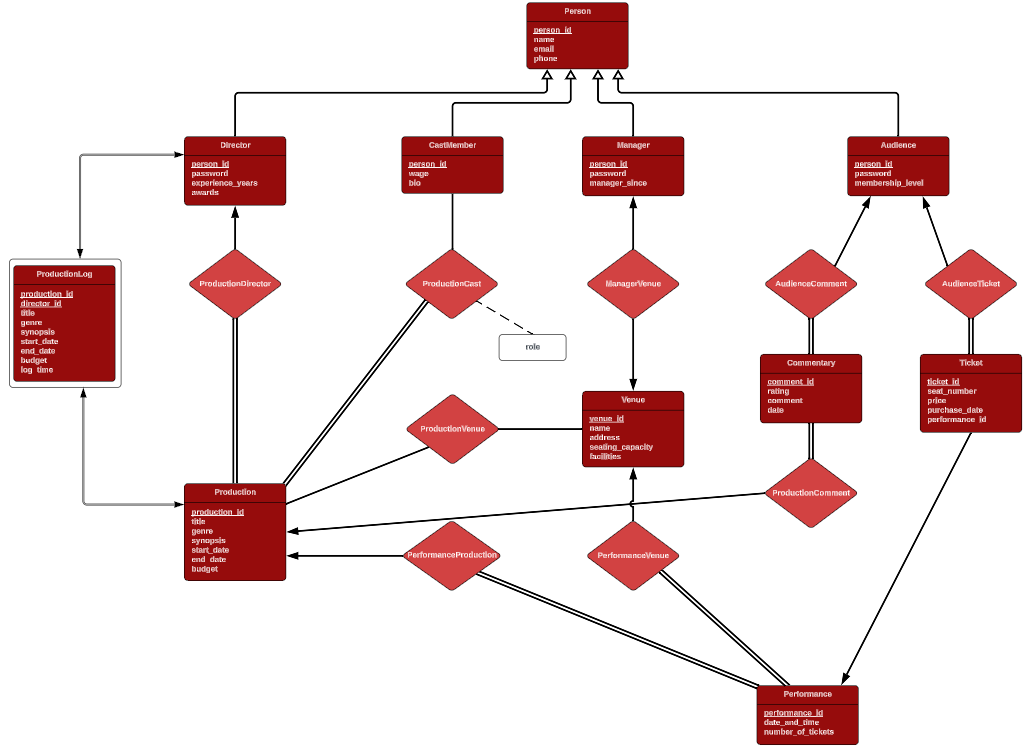 Person
person_id
name
email
phone
Director
person_id
password
experience_years
awards
CastMember
person_id
wage
bio
Manager
person_id
password
manager_since
Audience
person_id
password
membership_level
ProductionLog
production_id
director_id
title
genre
synopsis
start_date
end_date
budget
log_time
ProductionDirector
ProductionCast
ManagerVenue
AudienceComment
AudienceTicket
role
Commentary
comment_id
rating
comment
date
Ticket
ticket_id
seat_number
price
purchase_date
performance_id
Venue
venue_id
name
address
seating_capacity
facilities
ProductionVenue
ProductionComment
Production
production_id
title
genre
synopsis
start_date
end_date
budget
PerformanceProduction
PerformanceVenue
Performance
performance_id
date_and_time
number_of_tickets